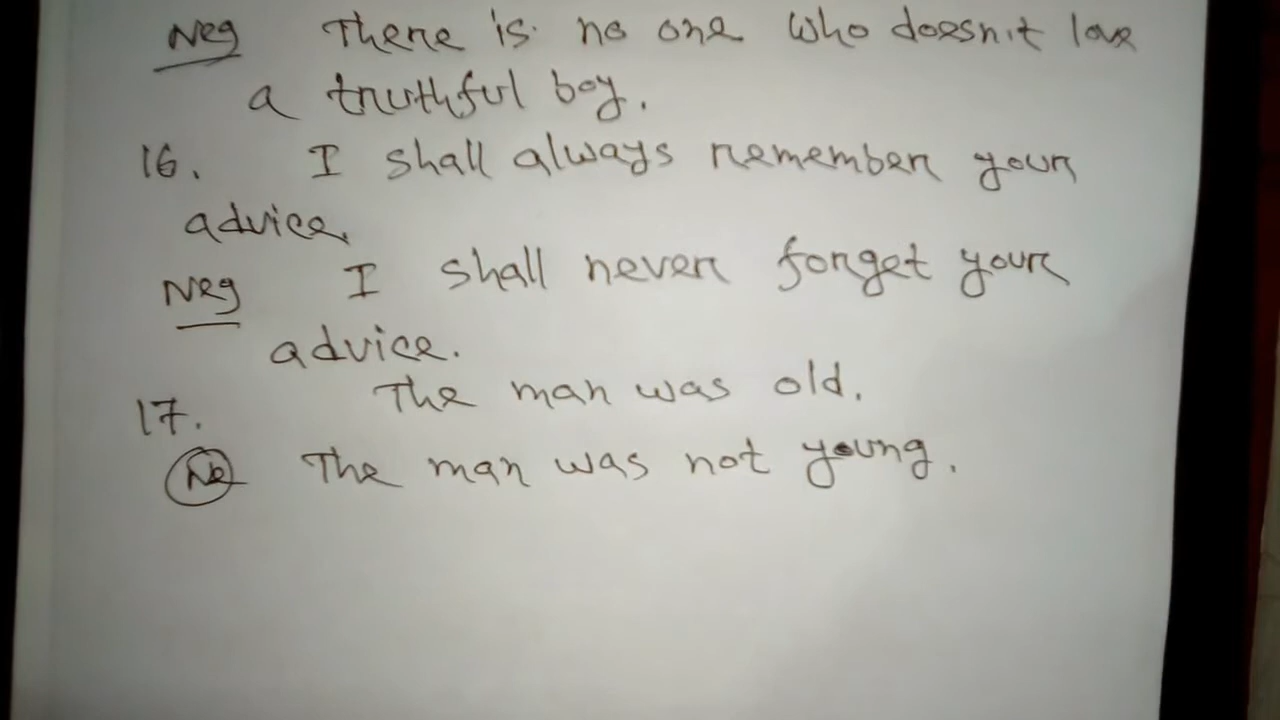 Neg There is no one who doesn't love
a truthful boy.
16. I shall always remember your
advice.
Neg I shall never forget your
advice.
17. The man was old.
Ne The man was not young.